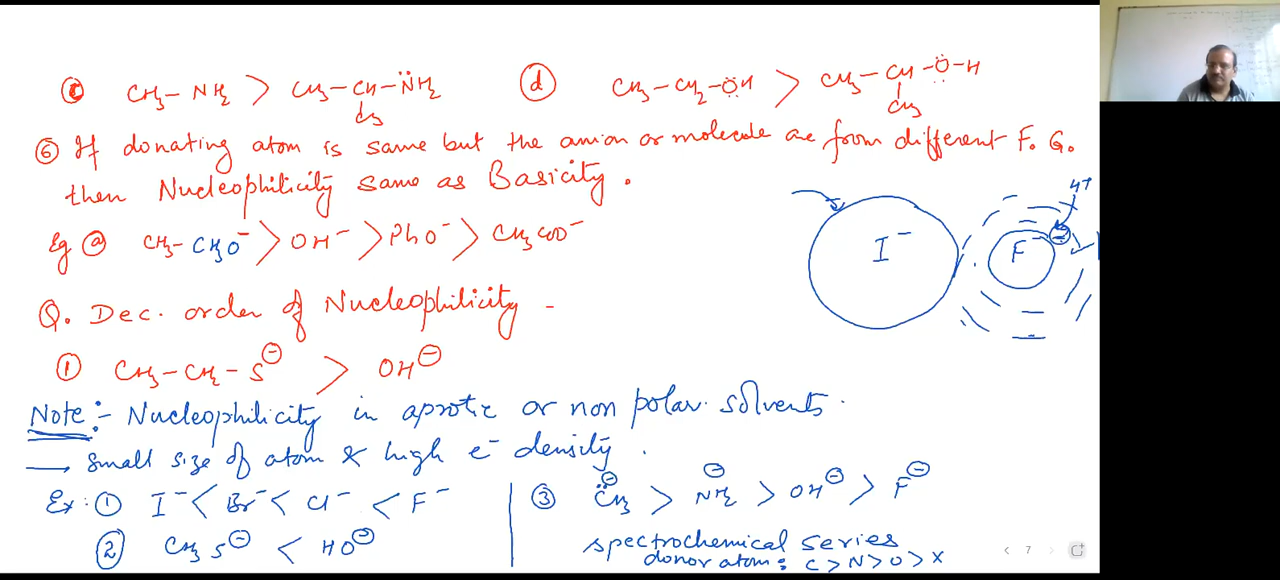 (c) CH3 – NH2 > CH3 – CH – N̈H2
CH3
(d) CH3 – CH2 – ÖH > CH3 – CH – Ö – H
CH3
(6) If donating atom is same but the anion or molecule are from different F. G.
then Nucleophilicity same as Basicity.
Eg (a) CH3 – CH2O⁻ > OH⁻ > PhO⁻ > CH3COO⁻
I⁻ F⁻
Q. Dec. order of Nucleophilicity –
(1) CH3 – CH2 – S⊖ > OH⊖
Note:- Nucleophilicity in aprotic or non polar solvents.
→ small size of atom & high e⁻ density.
Ex: (1) I⁻ < Br⁻ < Cl⁻ < F⁻
(2) CH3 S⊖ < HO⊖
(3) C̈H3⊖ > NH2⊖ > OH⊖ > F⊖
spectrochemical series
donor atom: C > N > O > X
7